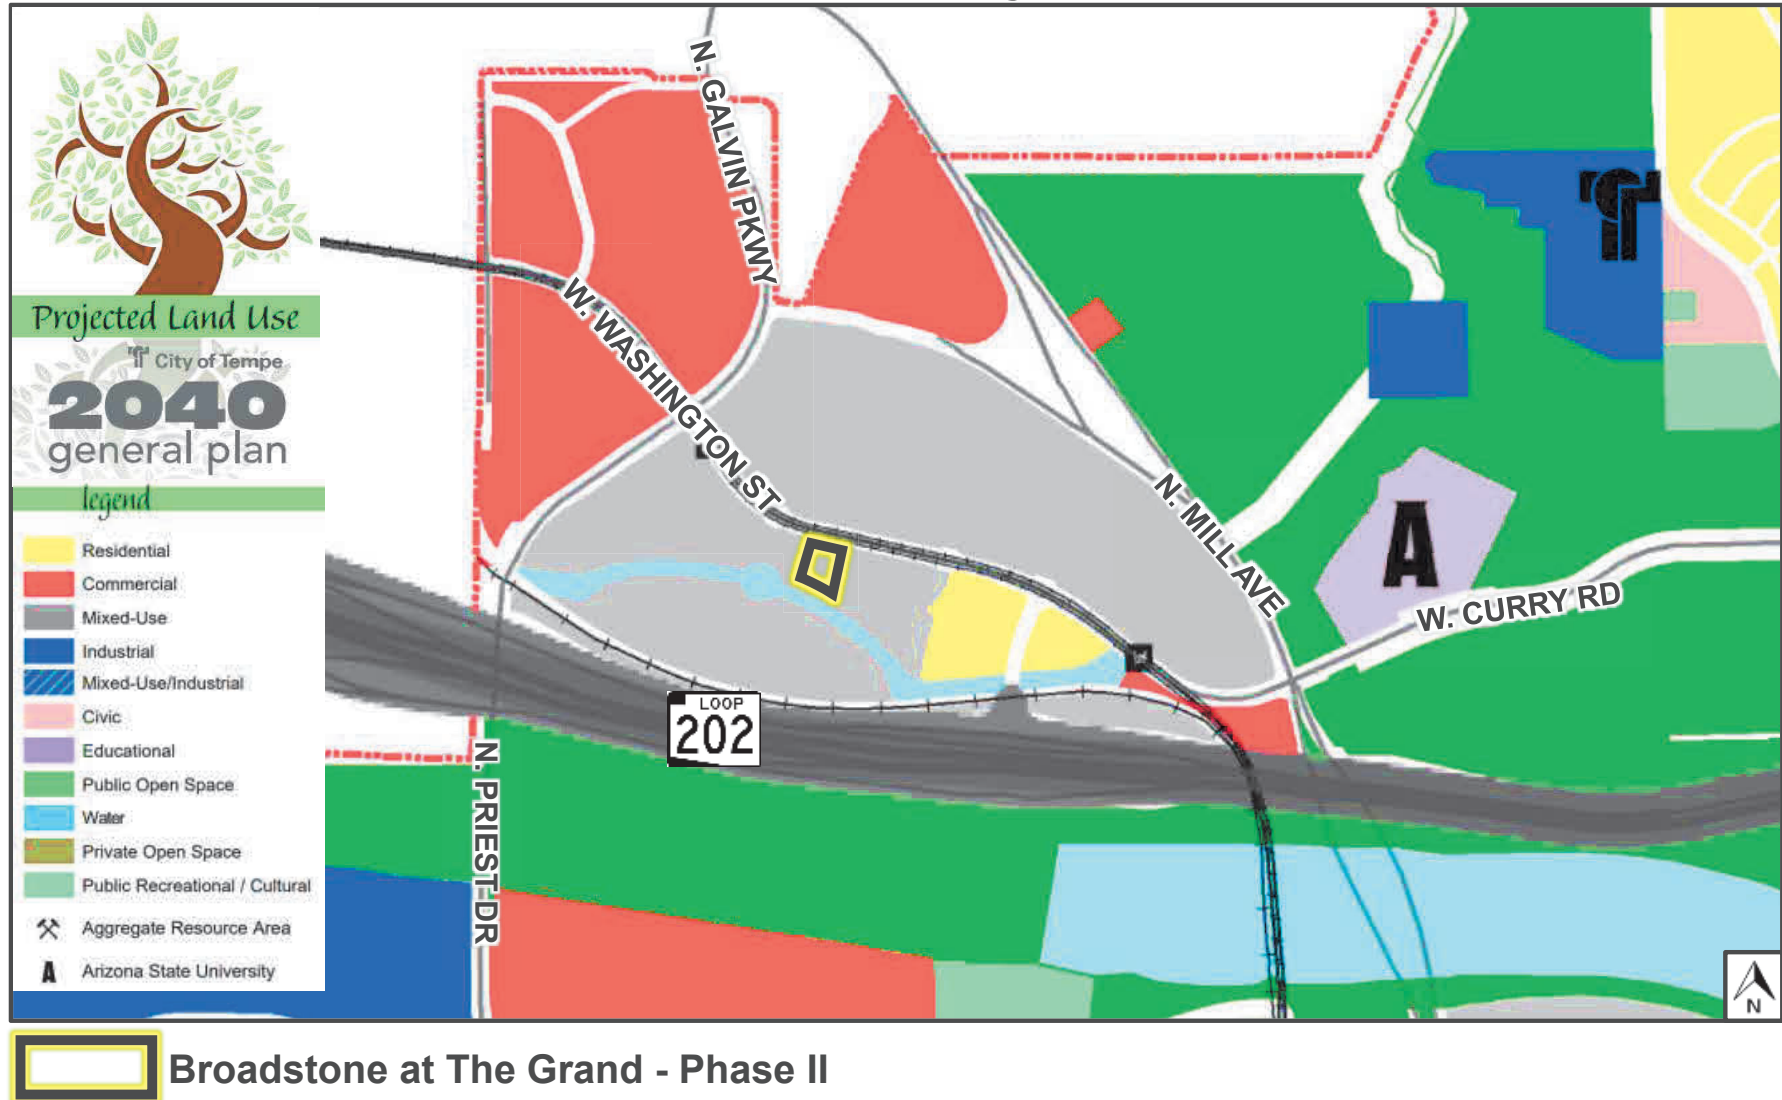 Projected Land Use
City of Tempe
2040
general plan
legend
Residential
Commercial
Mixed-Use
Industrial
Mixed-Use/Industrial
Civic
Educational
Public Open Space
Water
Private Open Space
Public Recreational / Cultural
Aggregate Resource Area
A Arizona State University
N. GALVIN PKWY
W. WASHINGTON ST
N. MILL AVE
A
W. CURRY RD
LOOP
202
N. PRIEST DR
N
Broadstone at The Grand - Phase II